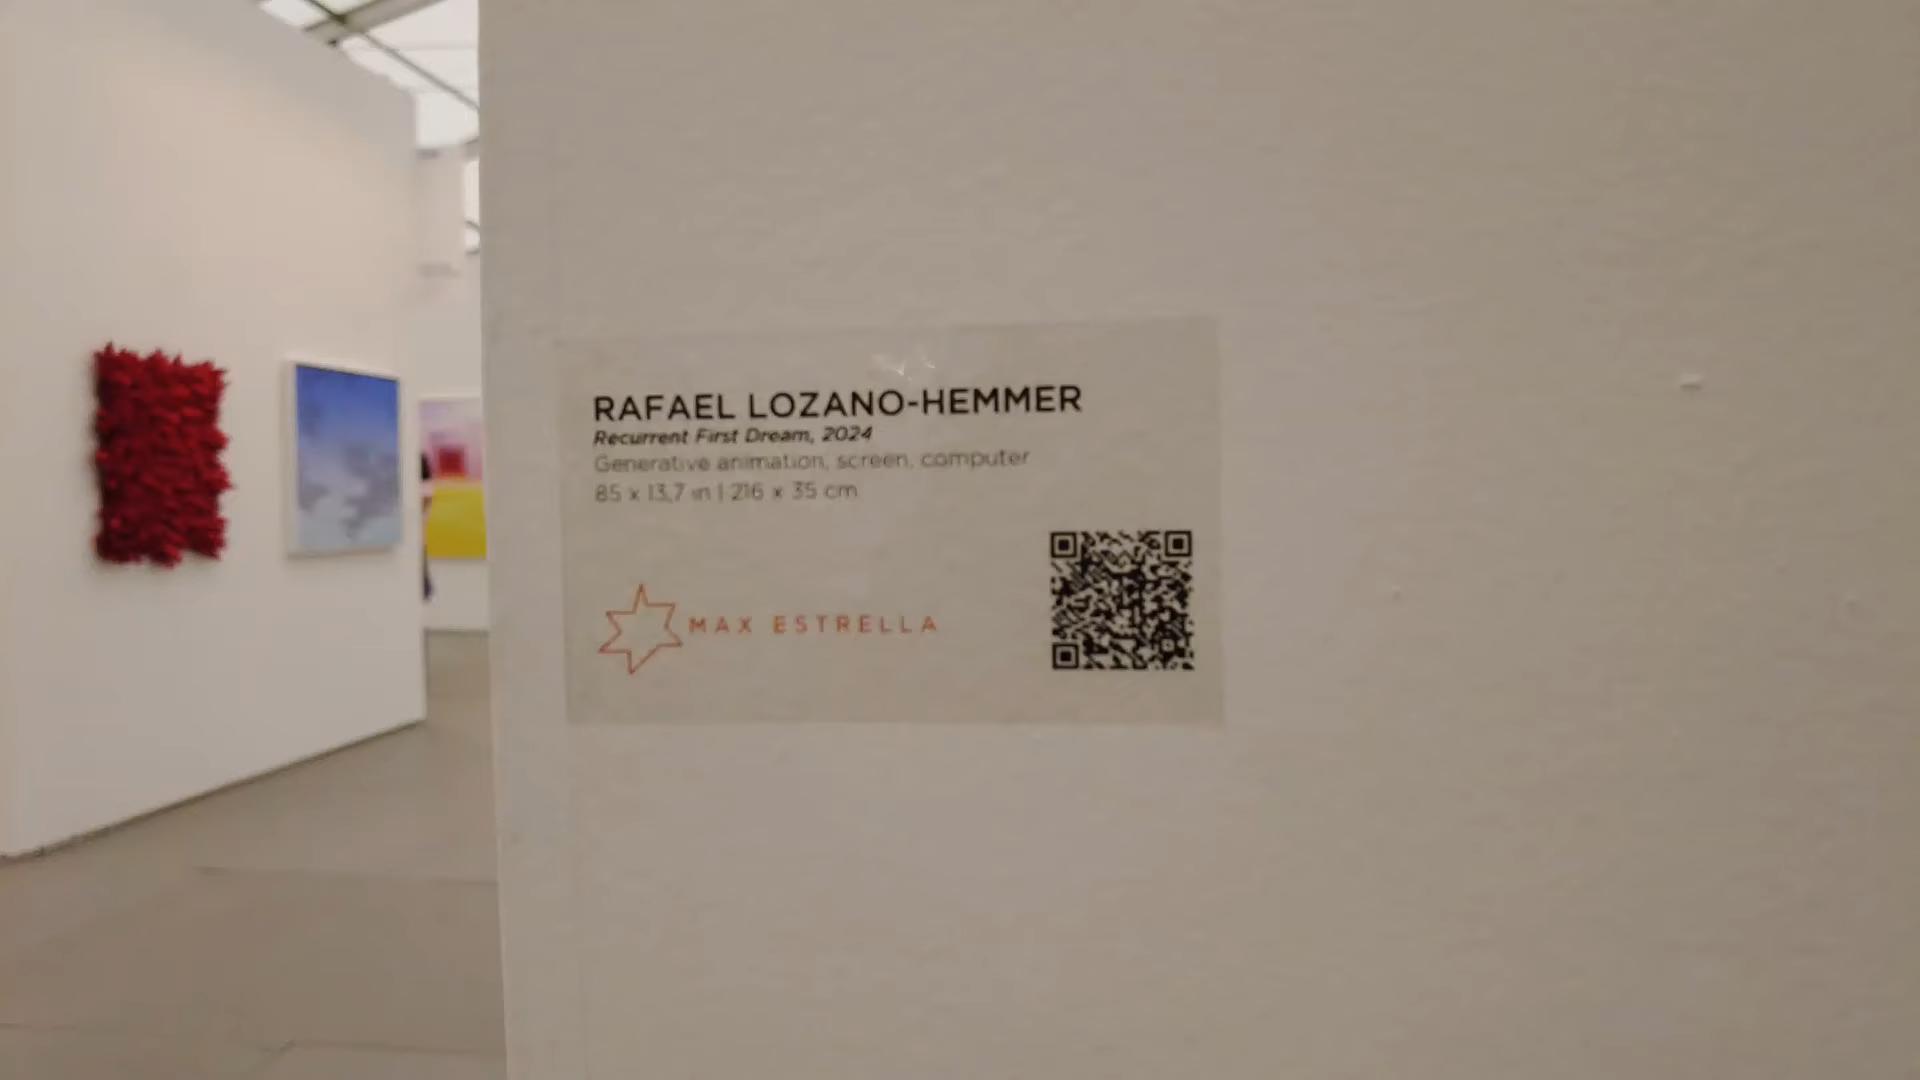 RAFAEL LOZANO-HEMMER
Recurrent First Dream, 2024
Generative animation, screen, computer
85 x 13,7 in | 216 x 35 cm
MAX ESTRELLA